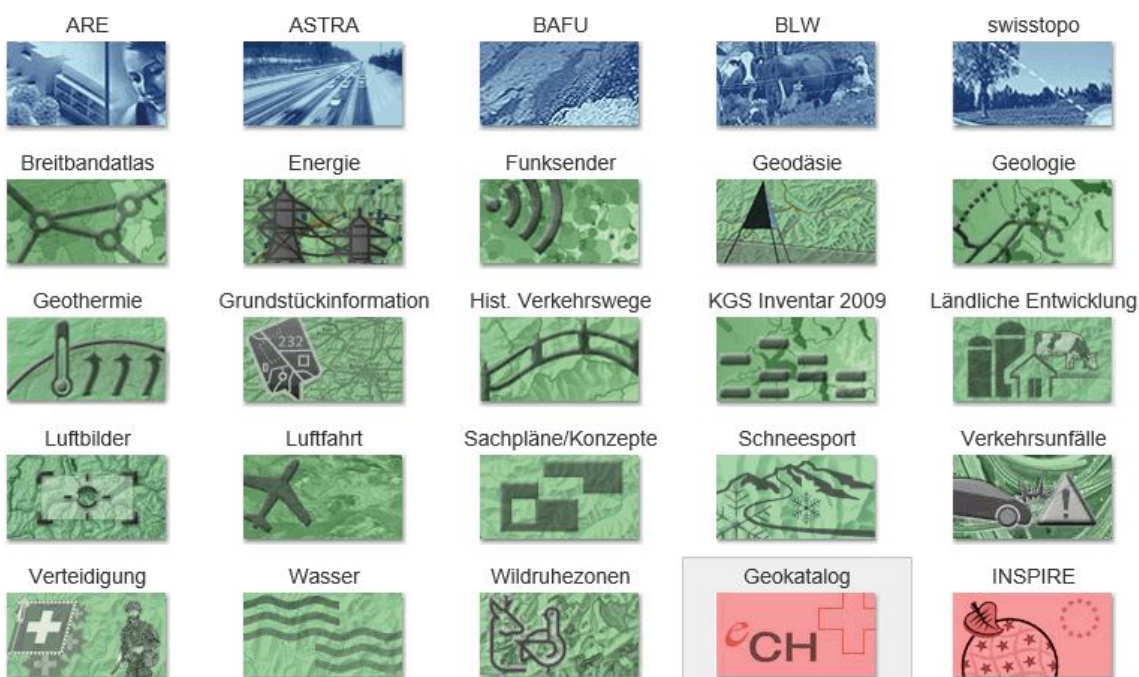 ARE ASTRA BAFU BLW swisstopo
Breitbandatlas Energie Funksender Geodäsie Geologie
Geothermie Grundstückinformation Hist. Verkehrswege KGS Inventar 2009 Ländliche Entwicklung
232
Luftbilder Luftfahrt Sachpläne/Konzepte Schneesport Verkehrsunfälle
!
Verteidigung Wasser Wildruhezonen Geokatalog INSPIRE
eCH